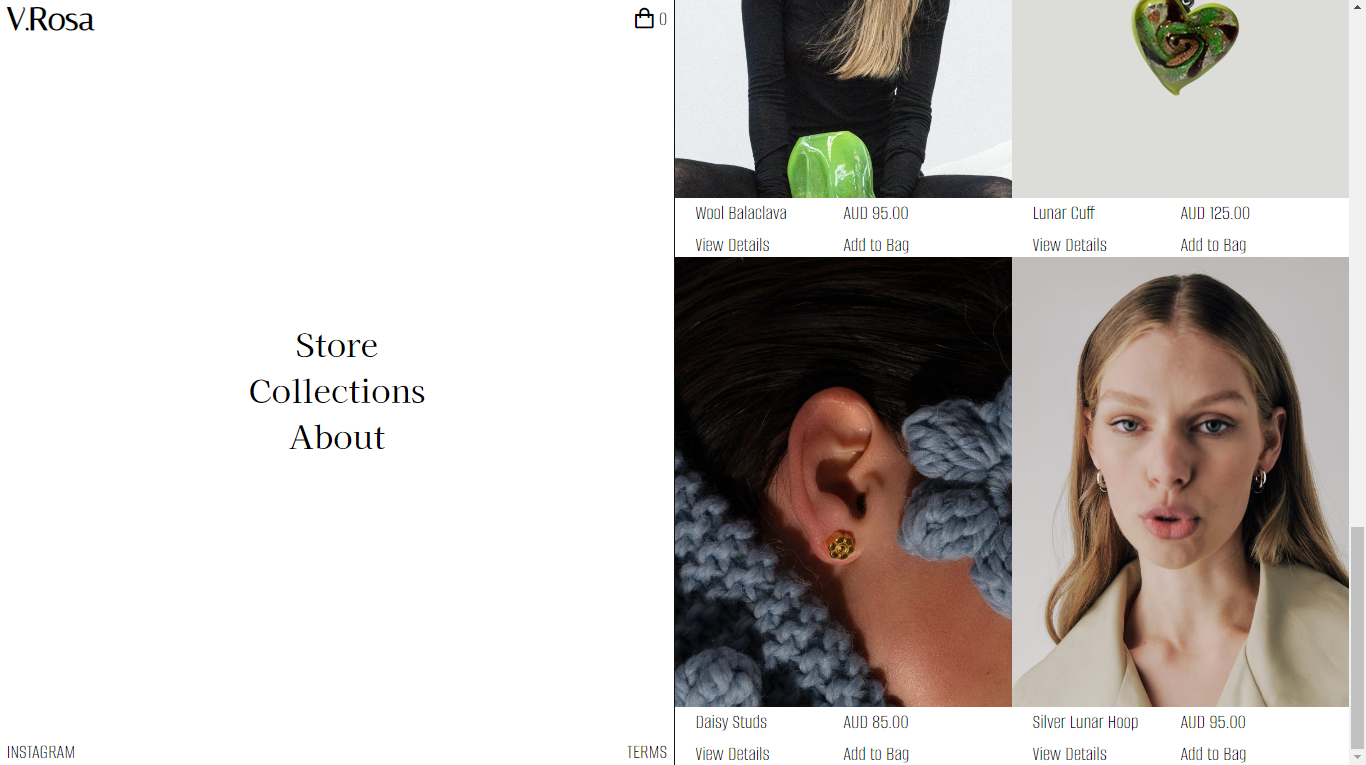 V.Rosa
0
Store
Collections
About
INSTAGRAM
TERMS
Wool Balaclava AUD 95.00
View Details Add to Bag
Lunar Cuff AUD 125.00
View Details Add to Bag
Daisy Studs AUD 85.00
View Details Add to Bag
Silver Lunar Hoop AUD 95.00
View Details Add to Bag